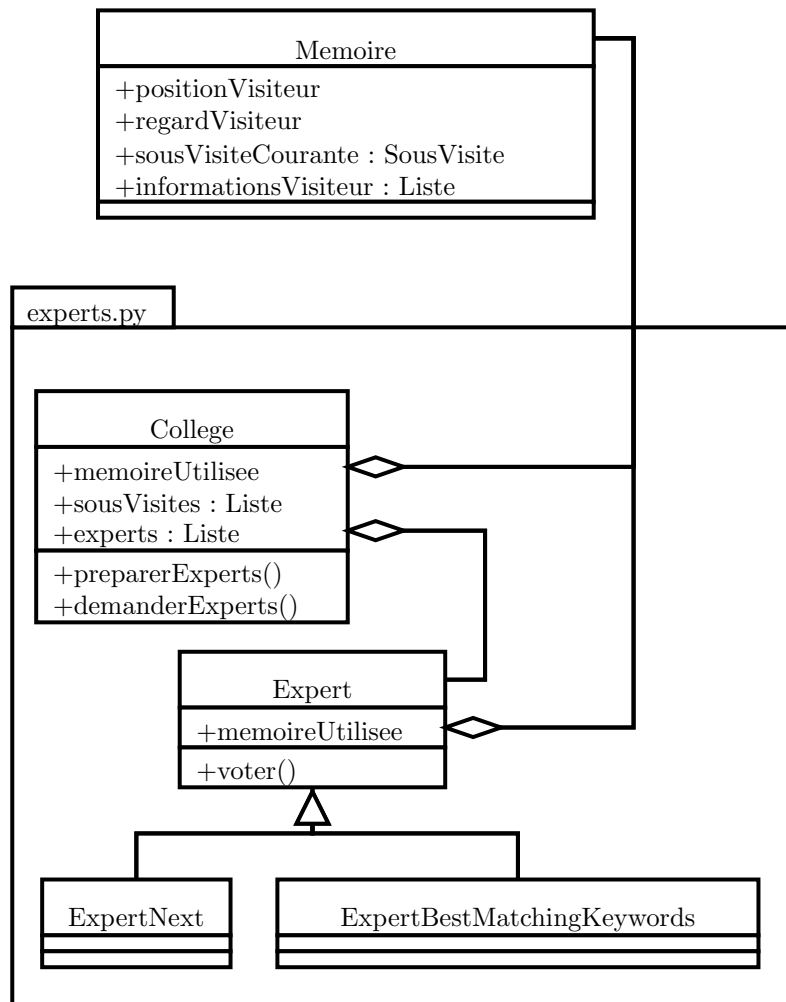 Memoire
+positionVisiteur
+regardVisiteur
+sousVisiteCourante : SousVisite
+informationsVisiteur : Liste
experts.py
College
+memoireUtilisee
+sousVisites : Liste
+experts : Liste
+preparerExperts()
+demanderExperts()
Expert
+memoireUtilisee
+voter()
ExpertNext
ExpertBestMatchingKeywords